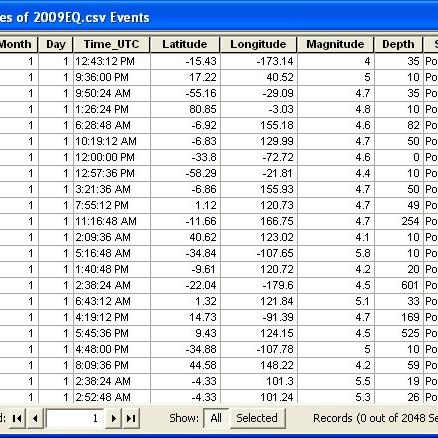 es of 2009EQ.csv Events
Month Day Time_UTC Latitude Longitude Magnitude Depth S
1 1 12:43:12 PM -15.43 -173.14 4 35 Po
1 1 9:36:00 PM 17.22 40.52 5 10 Po
1 1 9:50:24 AM -55.16 -29.09 4.7 35 Po
1 1 1:26:24 PM 80.85 -3.03 4.8 10 Po
1 1 6:28:48 AM -6.92 155.18 4.6 82 Po
1 1 10:19:12 AM -6.83 129.99 4.7 50 Po
1 1 12:00:00 PM -33.8 -72.72 4.6 0 Po
1 1 12:57:36 PM -58.29 -21.81 4.4 10 Po
1 1 3:21:36 AM -6.86 155.93 4.7 50 Po
1 1 7:55:12 PM 1.12 120.73 4.7 49 Po
1 1 11:16:48 AM -11.66 166.75 4.7 254 Po
1 1 2:09:36 AM 40.62 123.02 4.1 10 Po
1 1 5:16:48 AM -34.84 -107.65 5.8 10 Po
1 1 1:40:48 PM -9.61 120.72 4.2 20 Po
1 1 2:38:24 AM -22.04 -179.6 4.5 601 Po
1 1 6:43:12 AM 1.32 121.84 5.1 33 Po
1 1 4:19:12 PM 14.73 -91.39 4.7 169 Po
1 1 5:45:36 PM 9.43 124.15 4.5 525 Po
1 1 4:48:00 PM -34.88 -107.78 5 10 Po
1 1 8:09:36 PM 44.58 148.22 4.2 59 Po
1 1 2:38:24 AM -4.33 101.3 5.5 19 Po
1 1 2:52:48 AM -4.33 101.24 5.3 26 Po
d: 1 Show: All Selected Records (0 out of 2048 Se